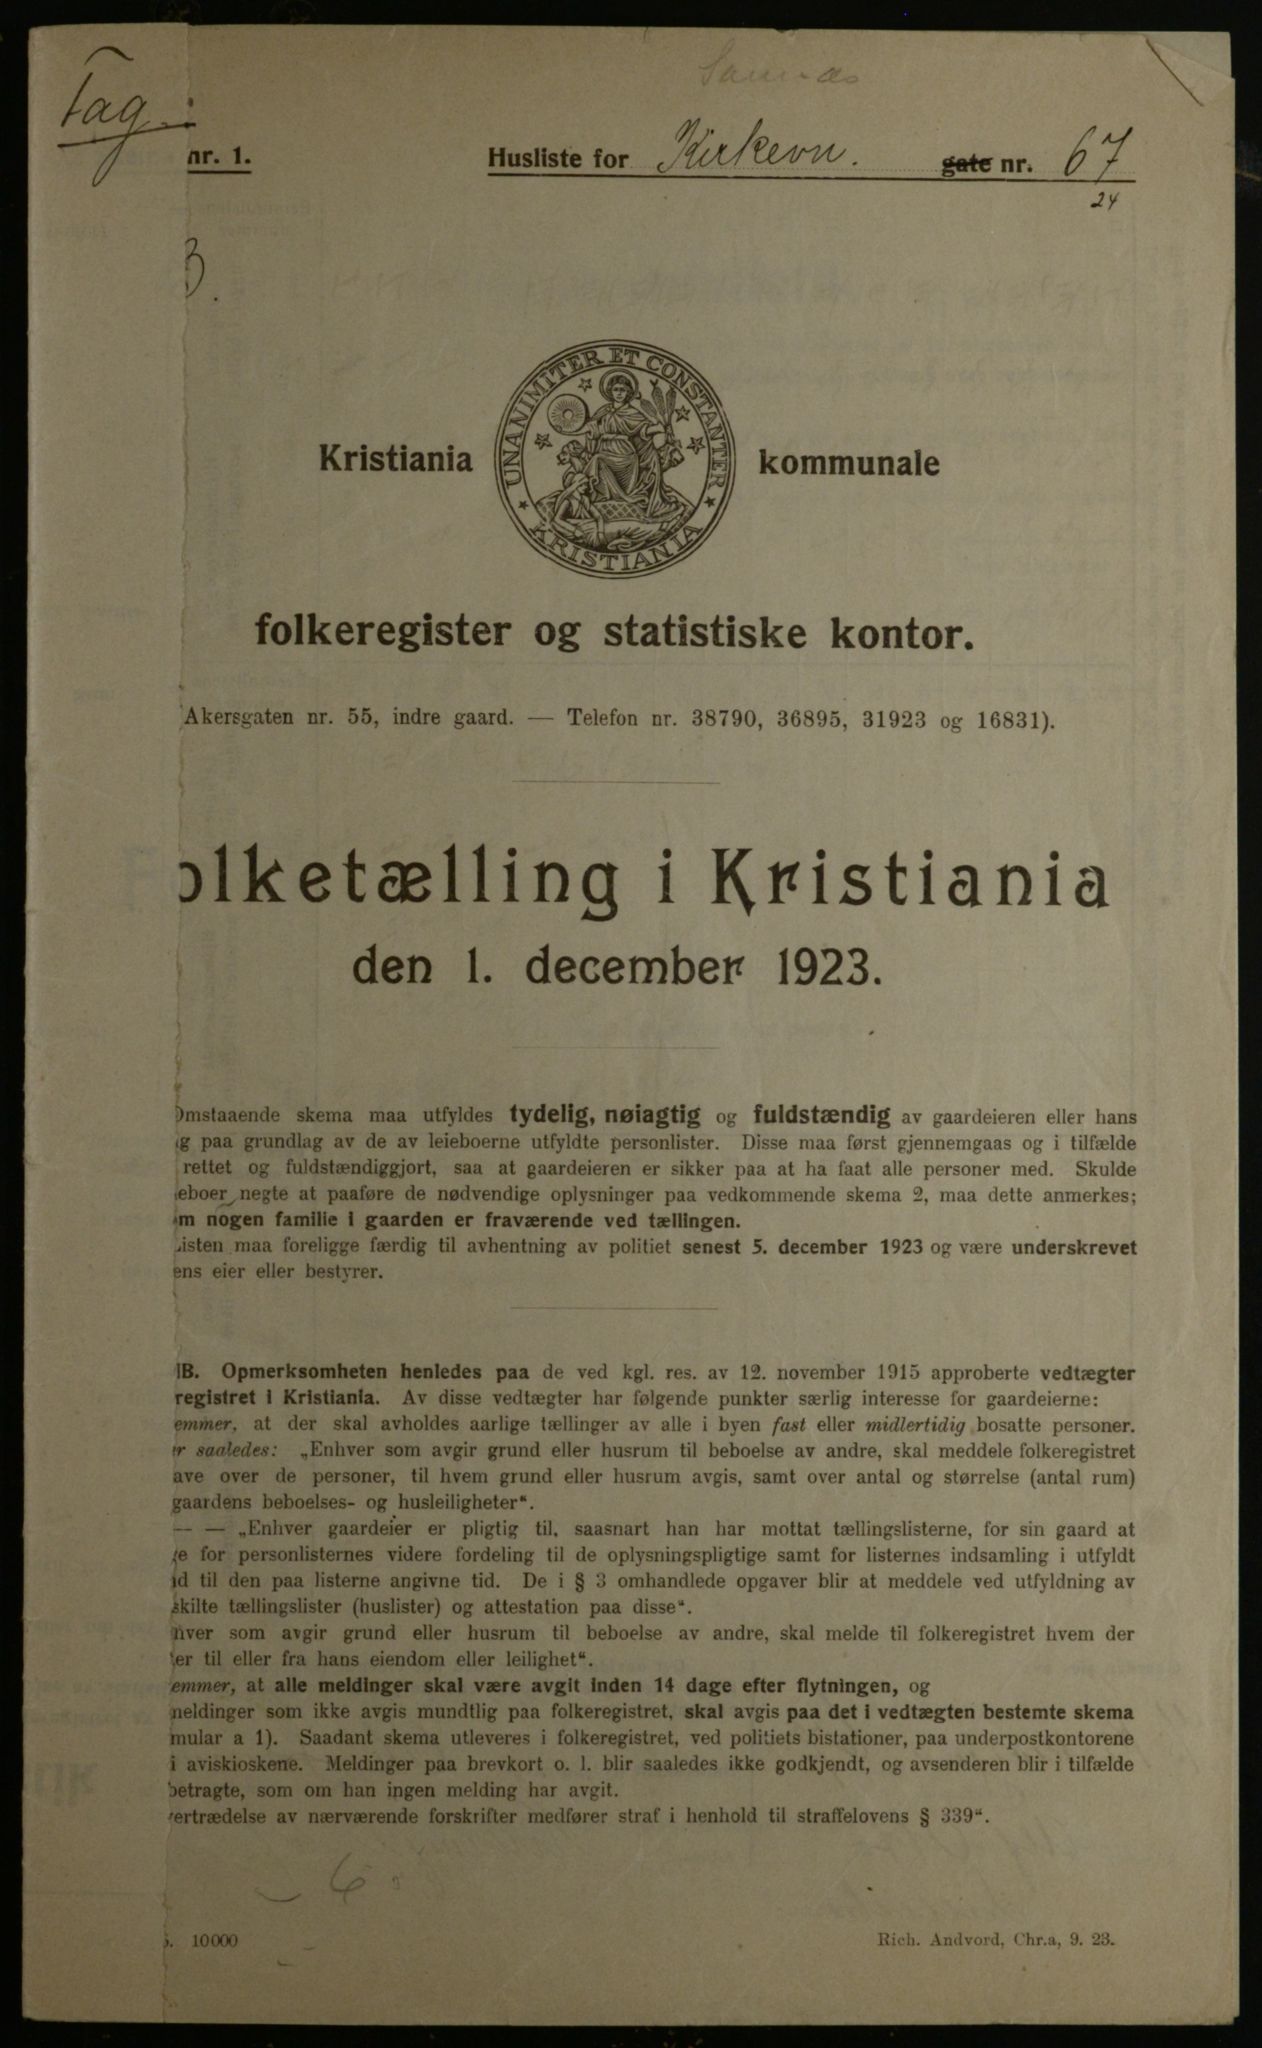 Tag.
nr. 1.
Husliste for Kirkevn. gate nr. 67
24
B.
UNANIMITER ET CONSTANTER
KRISTIANIA
Kristiania kommunale
folkeregister og statistiske kontor.
Akersgaten nr. 55, indre gaard. — Telefon nr. 38790, 36895, 31923 og 16831).
olketælling i Kristiania
den 1. december 1923.
Omstaaende skema maa utfyldes tydelig, nøiagtig og fuldstændig av gaardeieren eller hans
g paa grundlag av de av leieboerne utfyldte personlister. Disse maa først gjennemgaas og i tilfælde
rettet og fuldstændiggjort, saa at gaardeieren er sikker paa at ha faat alle personer med. Skulde
eboer negte at paaføre de nødvendige oplysninger paa vedkommende skema 2, maa dette anmerkes;
m nogen familie i gaarden er fraværende ved tællingen.
Listen maa foreligge færdig til avhentning av politiet senest 5. december 1923 og være underskrevet
ens eier eller bestyrer.
NB. Opmerksomheten henledes paa de ved kgl. res. av 12. november 1915 approberte vedtægter
registret i Kristiania. Av disse vedtægter har følgende punkter særlig interesse for gaardeierne:
emmer, at der skal avholdes aarlige tællinger av alle i byen fast eller midlertidig bosatte personer.
r saaledes: „Enhver som avgir grund eller husrum til beboelse av andre, skal meddele folkeregistret
ave over de personer, til hvem grund eller husrum avgis, samt over antal og størrelse (antal rum)
gaardens beboelses- og husleiligheter“.
— — „Enhver gaardeier er pligtig til, saasnart han har mottat tællingslisterne, for sin gaard at
ge for personlisternes videre fordeling til de oplysningspligtige samt for listernes indsamling i utfyldt
nd til den paa listerne angivne tid. De i § 3 omhandlede opgaver blir at meddele ved utfyldning av
skilte tællingslister (huslister) og attestation paa disse“.
nver som avgir grund eller husrum til beboelse av andre, skal melde til folkeregistret hvem der
ter til eller fra hans eiendom eller leilighet“.
emmer, at alle meldinger skal være avgit inden 14 dage efter flytningen, og
meldinger som ikke avgis mundtlig paa folkeregistret, skal avgis paa det i vedtægten bestemte skema
mular a 1). Saadant skema utleveres i folkeregistret, ved politiets bistationer, paa underpostkontorene
i aviskioskene. Meldinger paa brevkort o. l. blir saaledes ikke godkjendt, og avsenderen blir i tilfælde
betragte, som om han ingen melding har avgit.
ertrædelse av nærværende forskrifter medfører straf i henhold til straffelovens § 339“.
6
10000
Rich. Andvord, Chr.a, 9. 23.